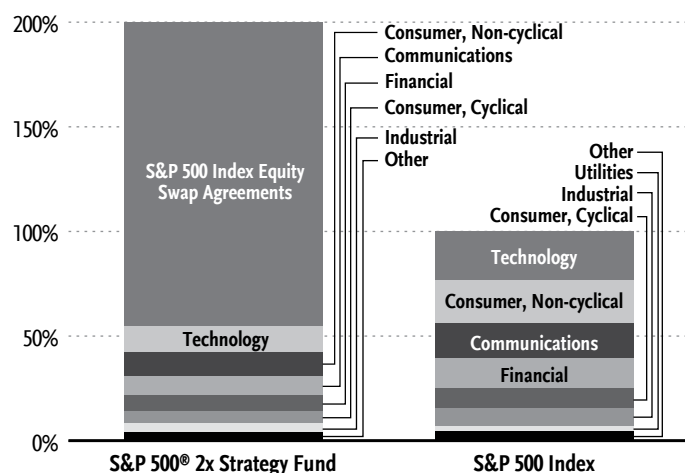 200%
150%
100%
50%
0%
Consumer, Non-cyclical
Communications
Financial
Consumer, Cyclical
Industrial
Other
S&P 500 Index Equity
Swap Agreements
Technology
Other
Utilities
Industrial
Consumer, Cyclical
Technology
Consumer, Non-cyclical
Communications
Financial
S&P 500® 2x Strategy Fund
S&P 500 Index